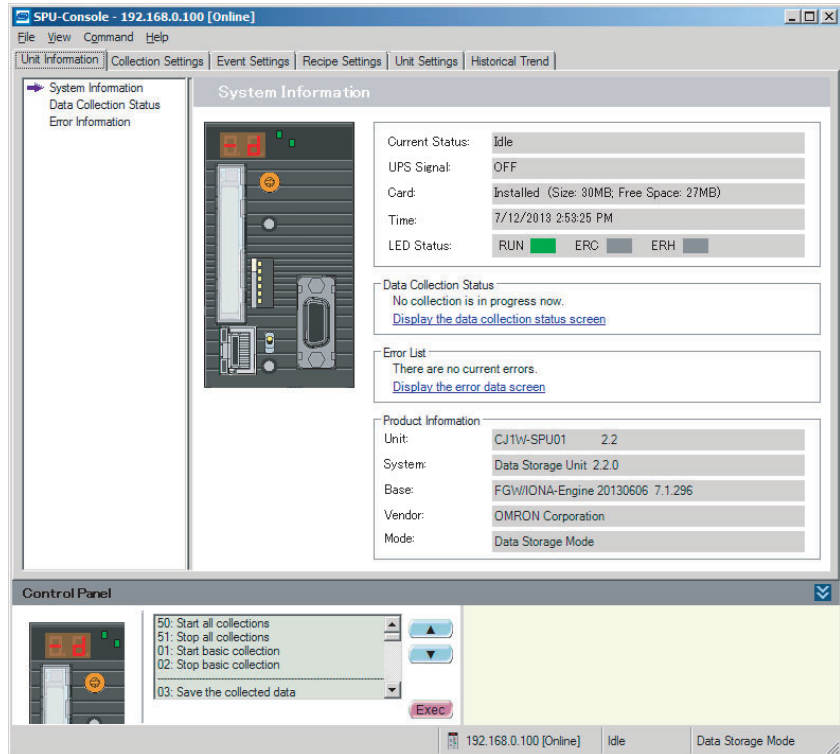 SPU-Console - 192.168.0.100 [Online]
File View Command Help
Unit Information Collection Settings Event Settings Recipe Settings Unit Settings Historical Trend
System Information
Data Collection Status
Error Information
System Information
Current Status: Idle
UPS Signal: OFF
Card: Installed (Size: 30MB; Free Space: 27MB)
Time: 7/12/2013 2:53:25 PM
LED Status: RUN ERC ERH
Data Collection Status
No collection is in progress now.
Display the data collection status screen
Error List
There are no current errors.
Display the error data screen
Product Information
Unit: CJ1W-SPU01 2.2
System: Data Storage Unit 2.2.0
Base: FGW/IONA-Engine 20130606 7.1.296
Vendor: OMRON Corporation
Mode: Data Storage Mode
Control Panel
50: Start all collections
51: Stop all collections
01: Start basic collection
02: Stop basic collection
03: Save the collected data
Exec
192.168.0.100 [Online] Idle Data Storage Mode